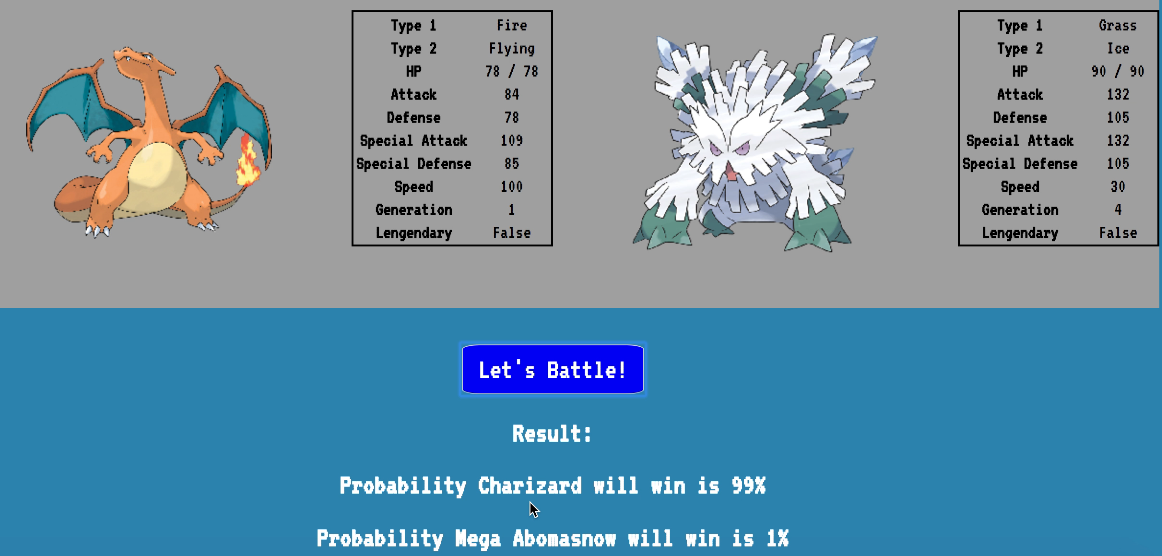 Type 1 Fire
Type 2 Flying
HP 78 / 78
Attack 84
Defense 78
Special Attack 109
Special Defense 85
Speed 100
Generation 1
Lengendary False
Type 1 Grass
Type 2 Ice
HP 90 / 90
Attack 132
Defense 105
Special Attack 132
Special Defense 105
Speed 30
Generation 4
Lengendary False
Let's Battle!
Result:
Probability Charizard will win is 99%
Probability Mega Abomasnow will win is 1%